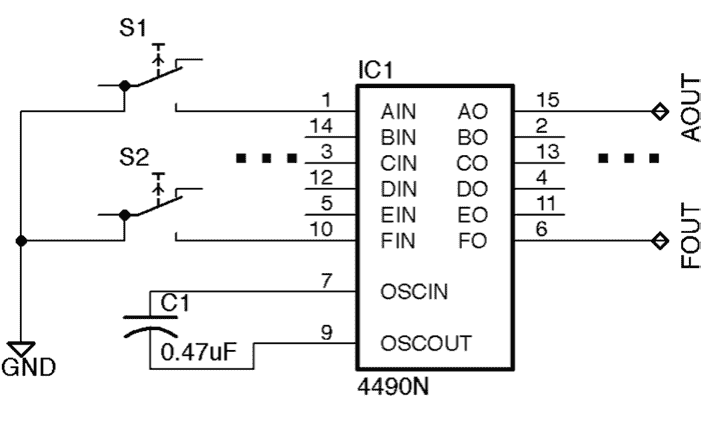 S1
IC1
1 AIN AO 15 AOUT
14 BIN BO 2
S2 3 CIN CO 13
12 DIN DO 4
5 EIN EO 11
10 FIN FO 6 FOUT
7 OSCIN
C1
9 OSCOUT
0.47uF
GND
4490N